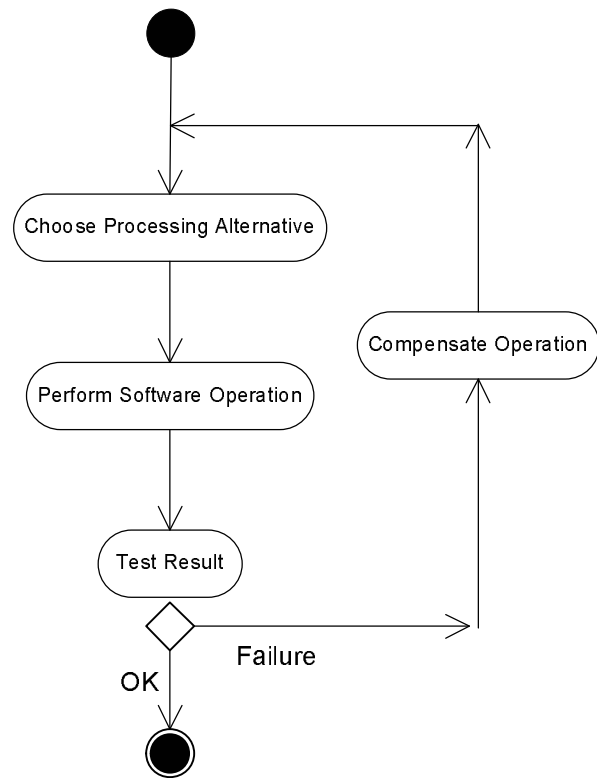 Choose Processing Alternative
Compensate Operation
Perform Software Operation
Test Result
Failure
OK